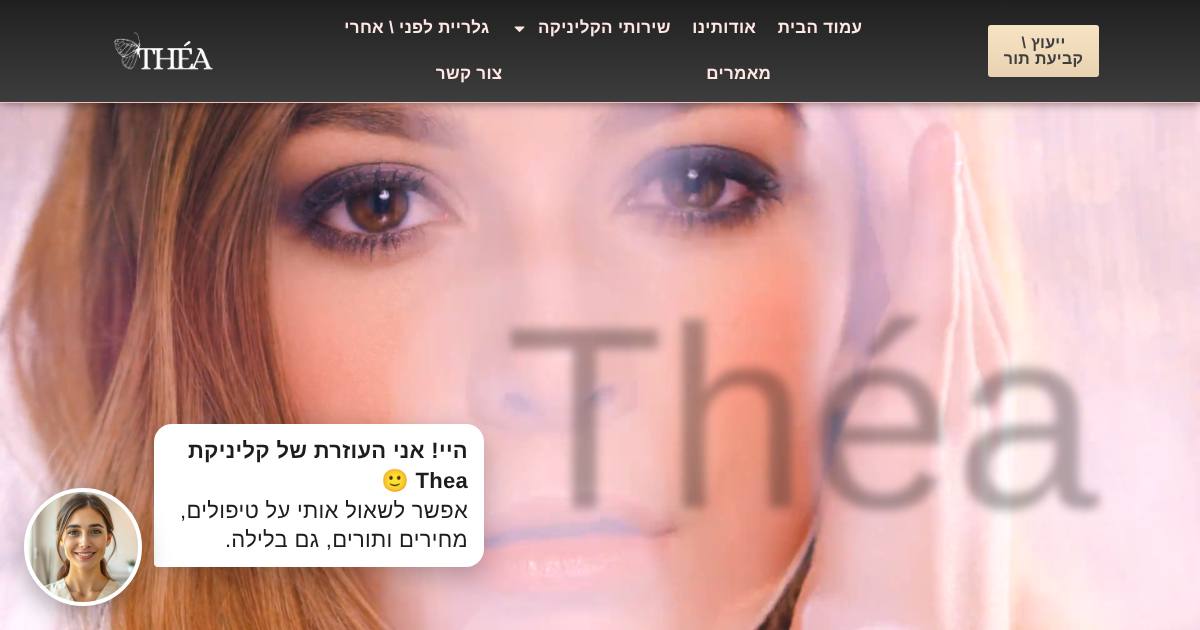 ייעוץ \
קביעת תור
עמוד הבית
אודותינו
שירותי הקליניקה
גלריית לפני \ אחרי
מאמרים
צור קשר
THÉA
Théa
היי! אני העוזרת של קליניקת
Thea 🙂
אפשר לשאול אותי על טיפולים,
מחירים ותורים, גם בלילה.